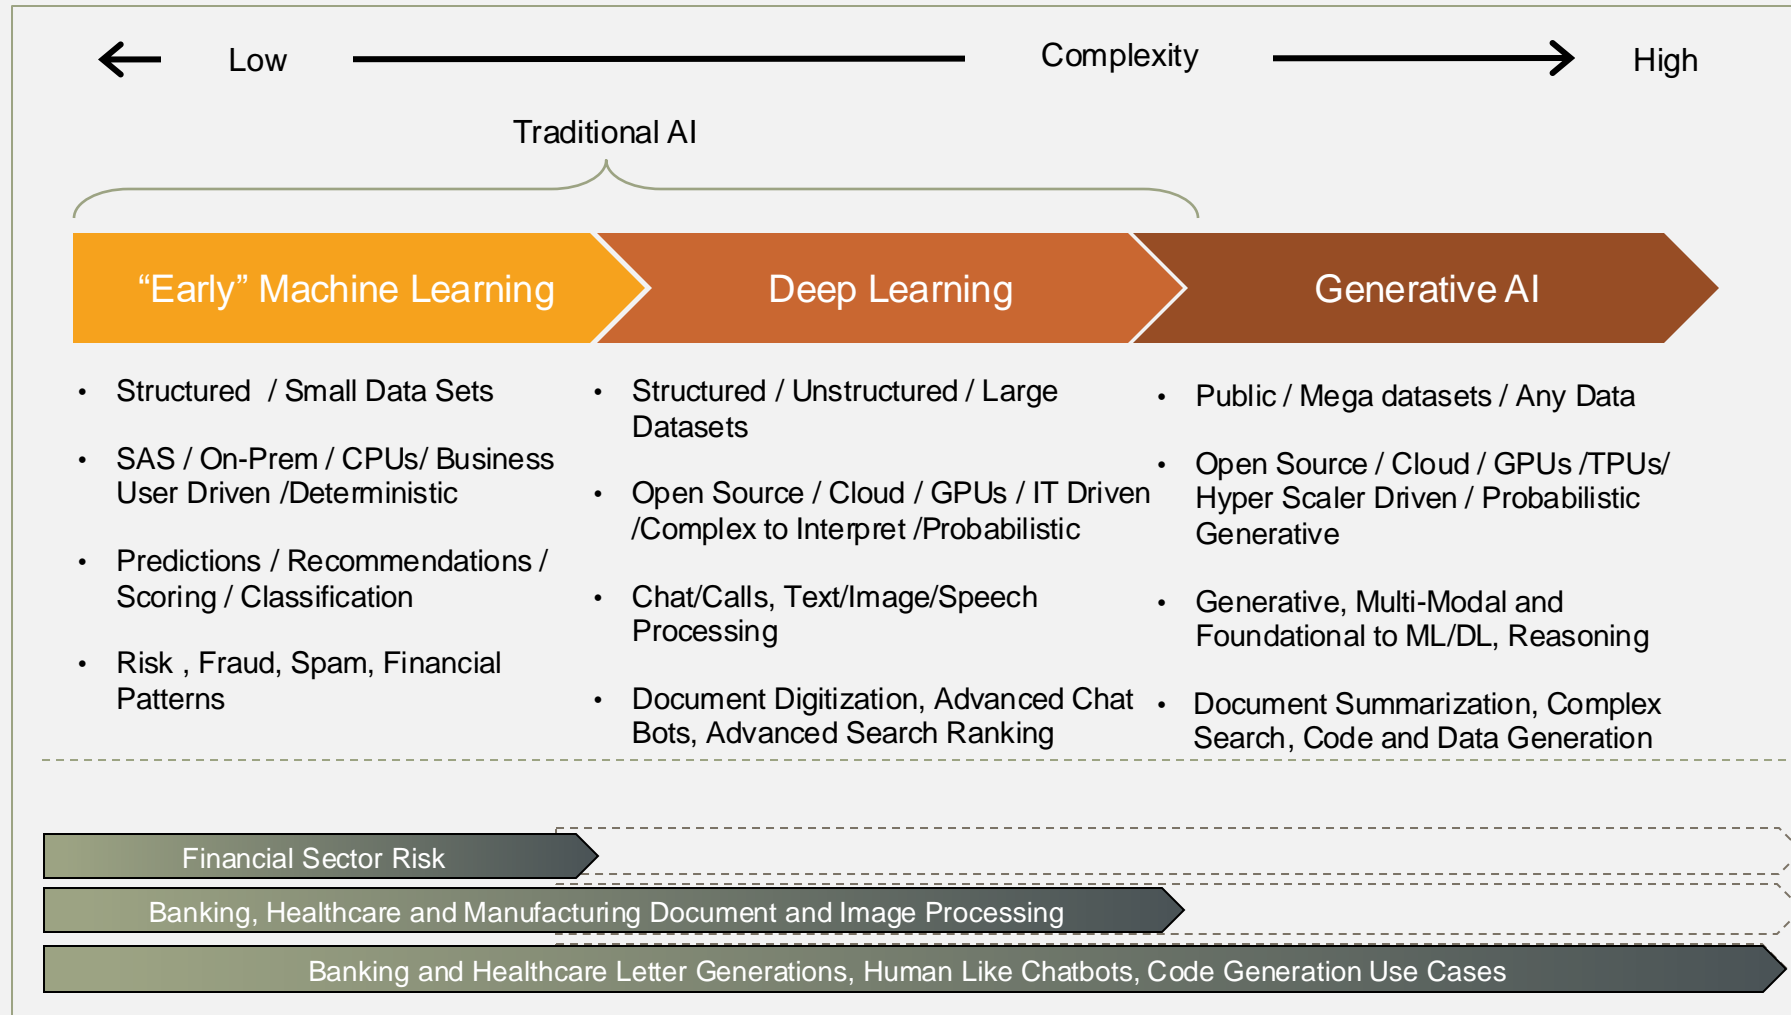 Low
Complexity
High
Traditional AI
“Early” Machine Learning
Deep Learning
Generative AI
• Structured / Small Data Sets
• SAS / On-Prem / CPUs/ Business
User Driven /Deterministic
• Predictions / Recommendations /
Scoring / Classification
• Risk , Fraud, Spam, Financial
Patterns
• Structured / Unstructured / Large
Datasets
• Open Source / Cloud / GPUs / IT Driven
/Complex to Interpret /Probabilistic
• Chat/Calls, Text/Image/Speech
Processing
• Document Digitization, Advanced Chat
Bots, Advanced Search Ranking
• Public / Mega datasets / Any Data
• Open Source / Cloud / GPUs /TPUs/
Hyper Scaler Driven / Probabilistic
Generative
• Generative, Multi-Modal and
Foundational to ML/DL, Reasoning
• Document Summarization, Complex
Search, Code and Data Generation
Financial Sector Risk
Banking, Healthcare and Manufacturing Document and Image Processing
Banking and Healthcare Letter Generations, Human Like Chatbots, Code Generation Use Cases